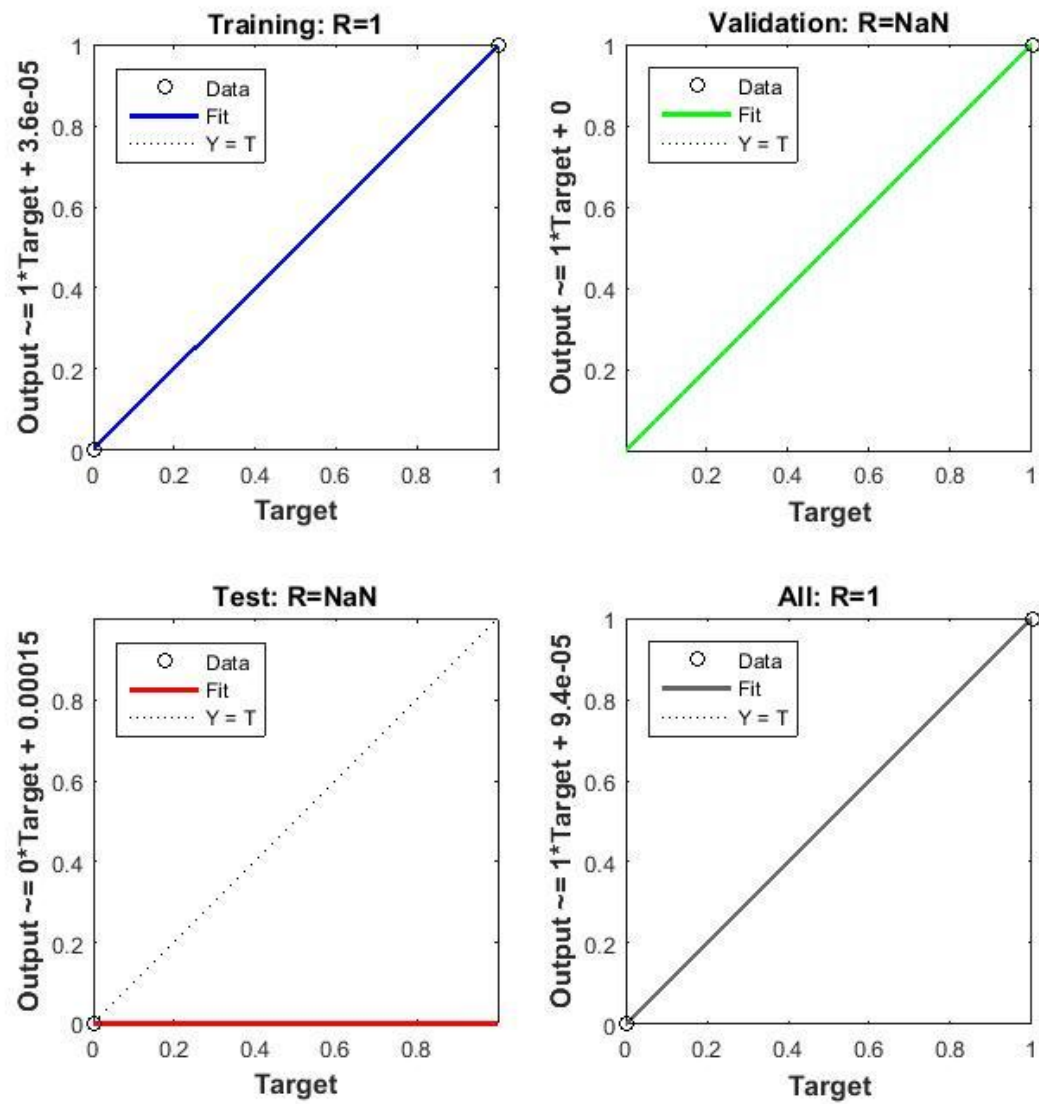 Training: R=1
Output ~= 1*Target + 3.6e-05
Data
Fit
Y = T
1
0.8
0.6
0.4
0.2
0
0
0.2
0.4
0.6
0.8
1
Target
Validation: R=NaN
Output ~= 1*Target + 0
Data
Fit
Y = T
1
0.8
0.6
0.4
0.2
0.2
0.4
0.6
0.8
1
Target
Test: R=NaN
Output ~= 0*Target + 0.00015
Data
Fit
Y = T
0.8
0.6
0.4
0.2
0
0
0.2
0.4
0.6
0.8
Target
All: R=1
Output ~= 1*Target + 9.4e-05
Data
Fit
Y = T
1
0.8
0.6
0.4
0.2
0
0
0.2
0.4
0.6
0.8
1
Target